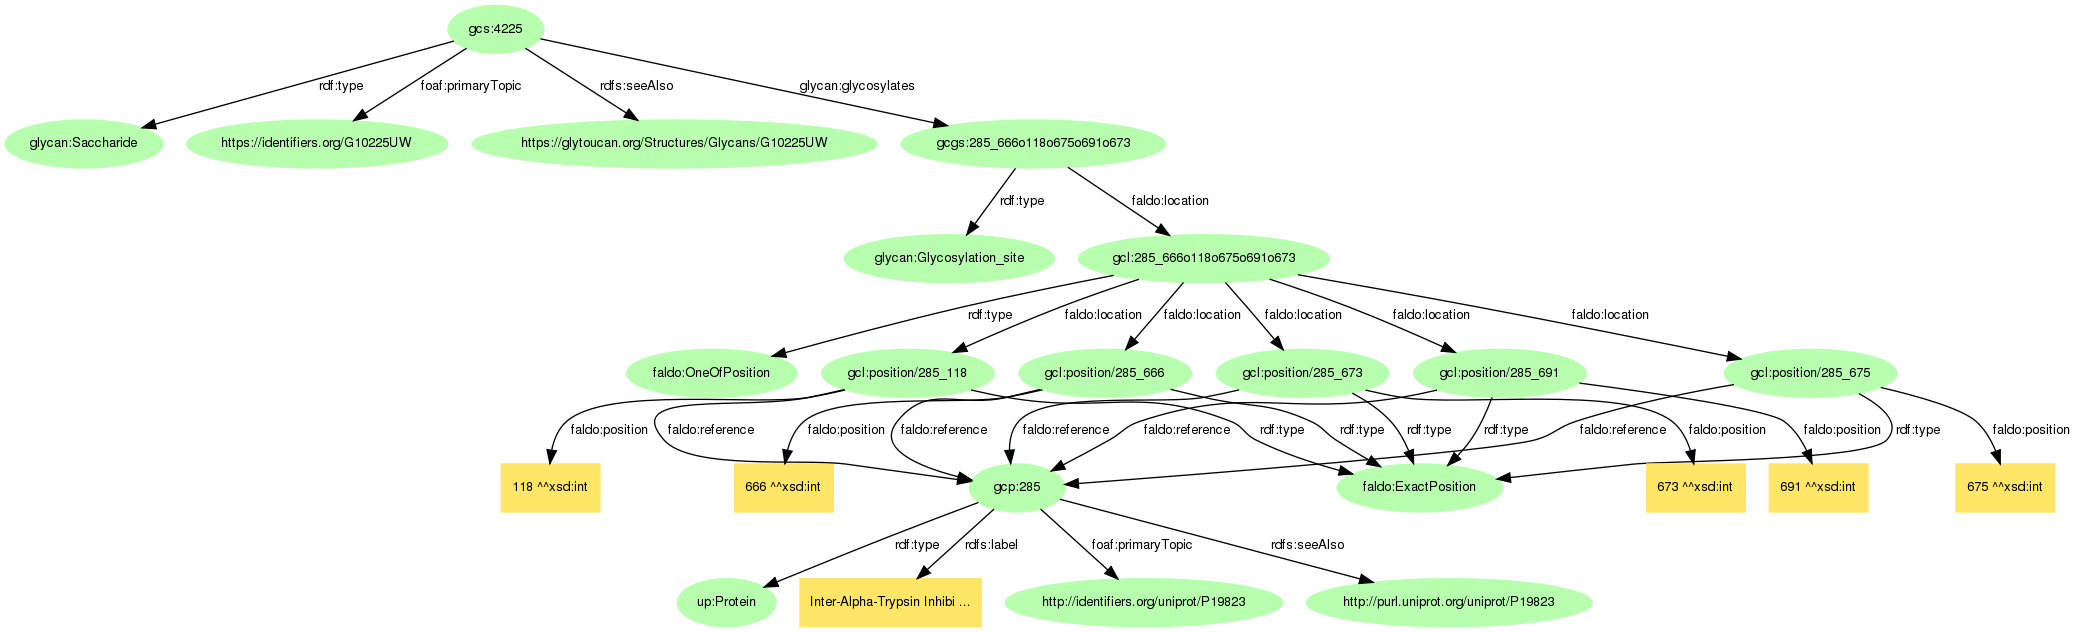 gcs:4225
rdf:type
foaf:primaryTopic
rdfs:seeAlso
glycan:glycosylates
glycan:Saccharide
https://identifiers.org/G10225UW
https://glytoucan.org/Structures/Glycans/G10225UW
gcgs:285_666o118o675o691o673
rdf:type
faldo:location
glycan:Glycosylation_site
gcl:285_666o118o675o691o673
rdf:type
faldo:location
faldo:location
faldo:location
faldo:location
faldo:location
faldo:OneOfPosition
gcl:position/285_118
gcl:position/285_666
gcl:position/285_673
gcl:position/285_691
gcl:position/285_675
faldo:position
faldo:reference
faldo:position
faldo:reference
faldo:reference
faldo:reference
rdf:type
rdf:type
rdf:type
rdf:type
faldo:reference
faldo:position
faldo:position
rdf:type
faldo:position
118 ^^xsd:int
666 ^^xsd:int
gcp:285
faldo:ExactPosition
673 ^^xsd:int
691 ^^xsd:int
675 ^^xsd:int
rdf:type
rdfs:label
foaf:primaryTopic
rdfs:seeAlso
up:Protein
Inter-Alpha-Trypsin Inhibi ...
http://identifiers.org/uniprot/P19823
http://purl.uniprot.org/uniprot/P19823